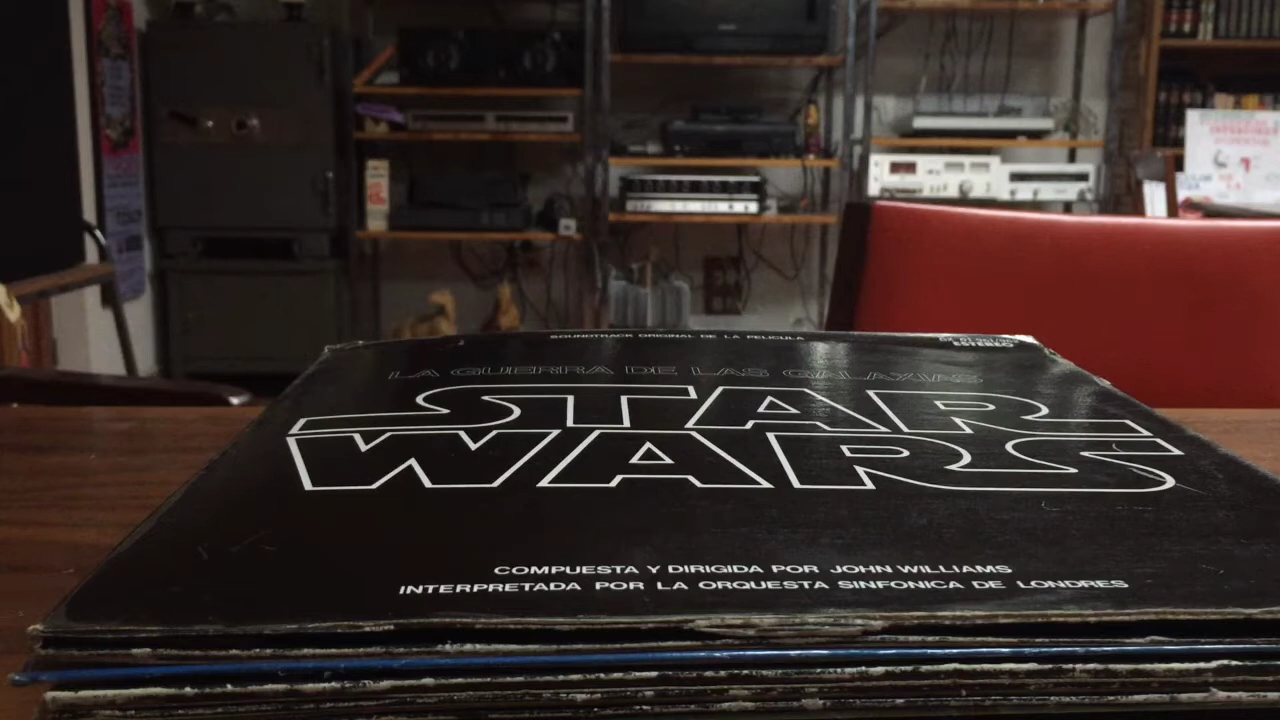 SOUNDTRACK ORIGINAL DE LA PELICULA
ESTEREO
LA GUERRA DE LAS GALAXIAS
STAR
WARS
COMPUESTA Y DIRIGIDA POR JOHN WILLIAMS
INTERPRETADA POR LA ORQUESTA SINFONICA DE LONDRES